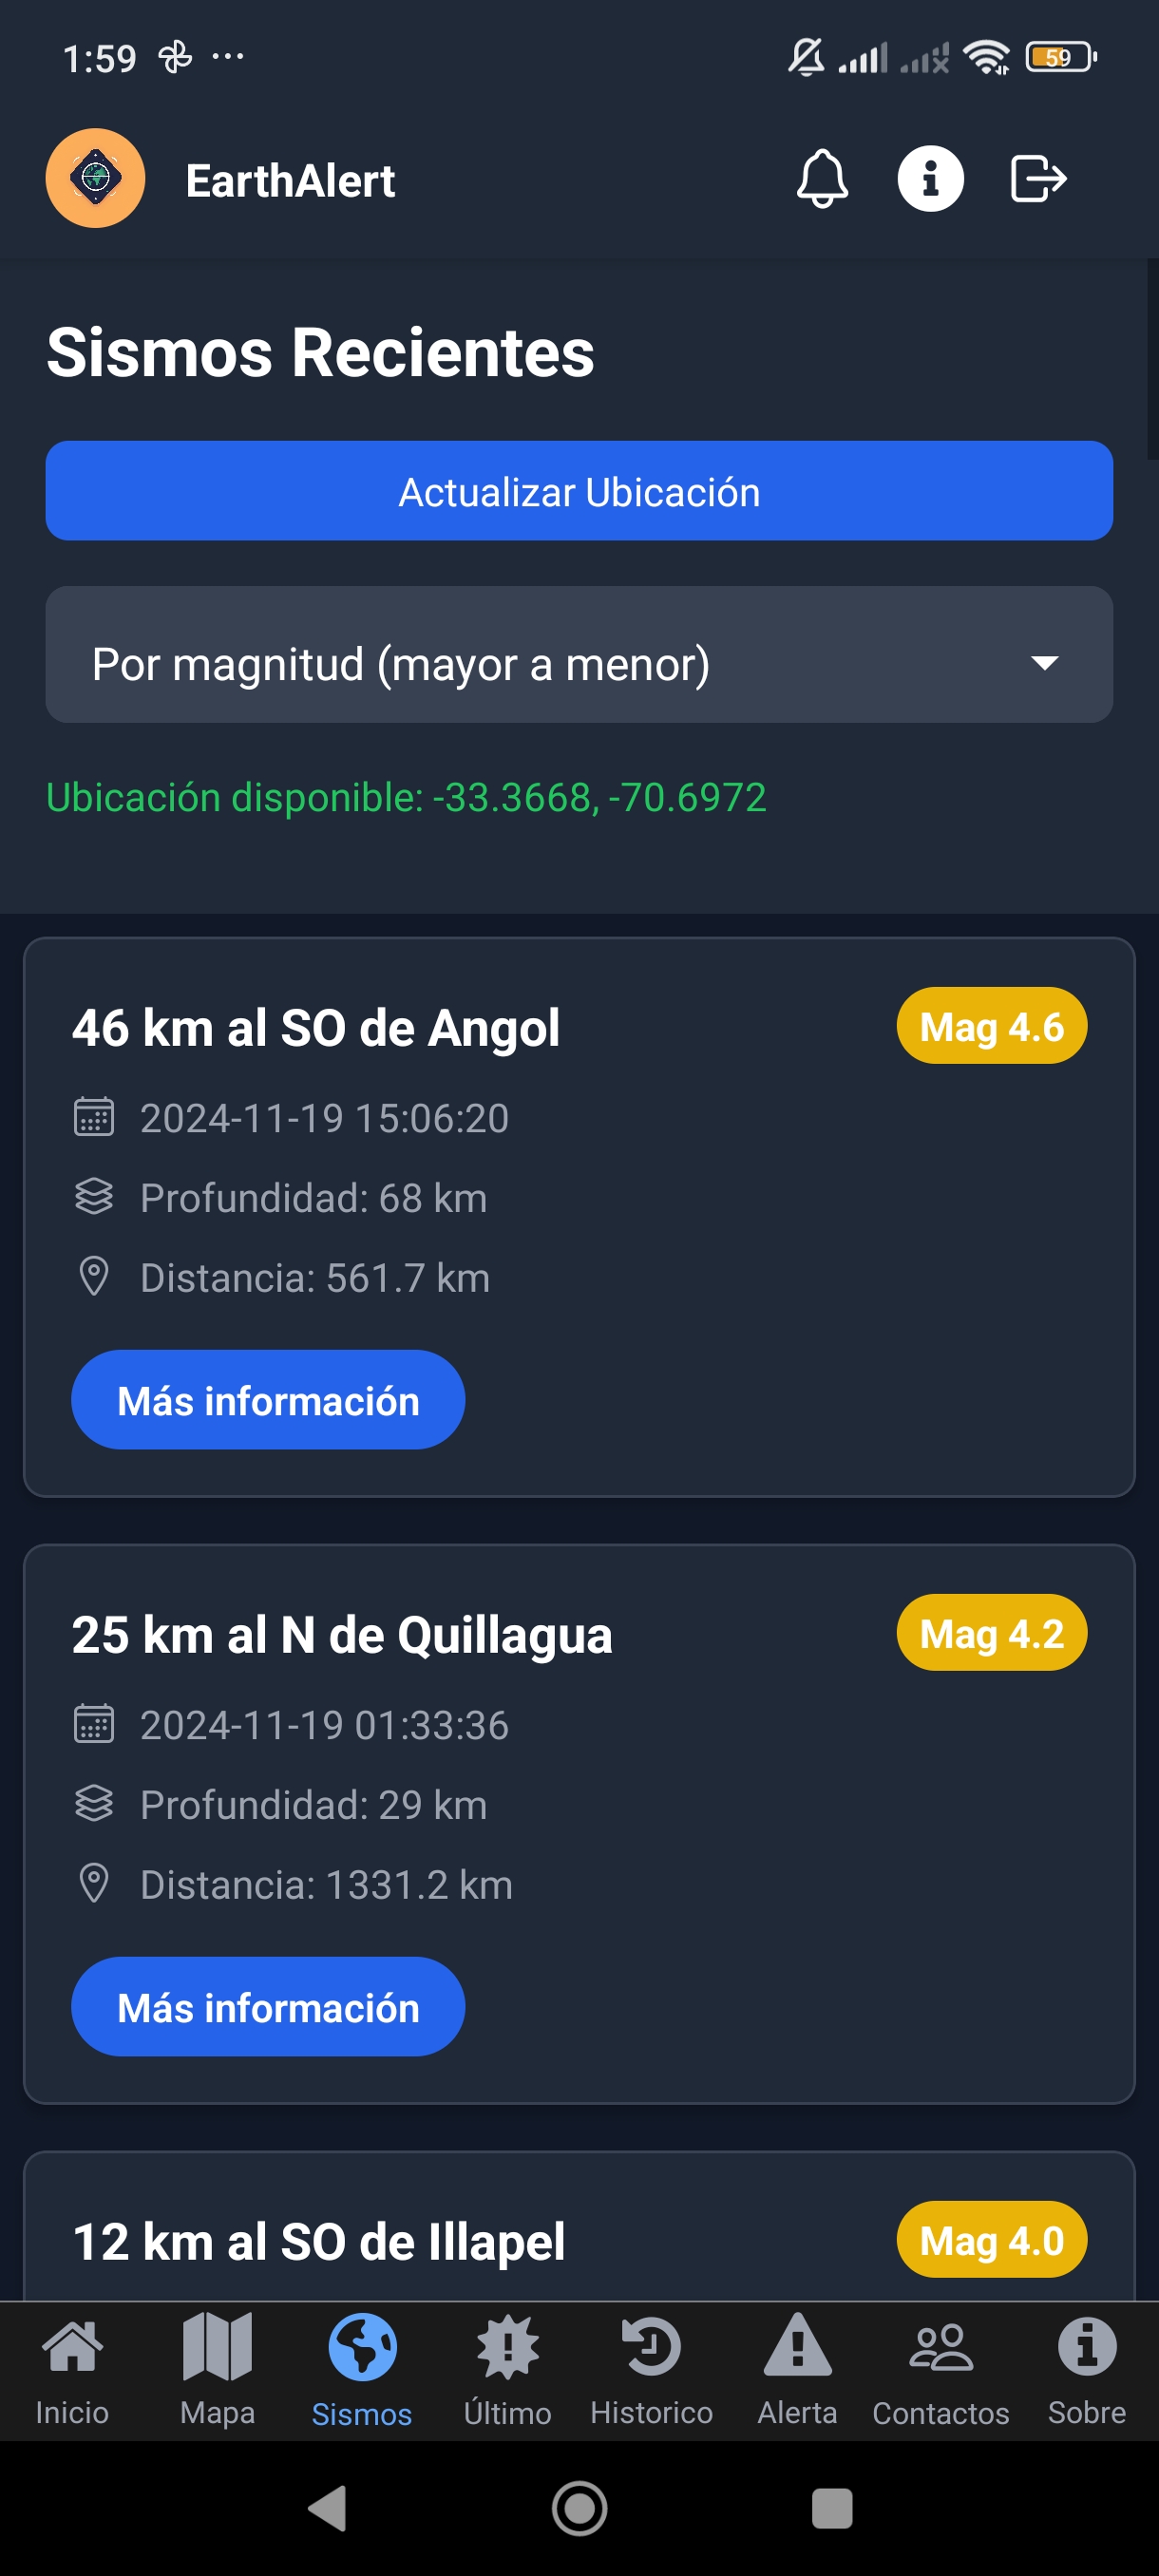 1:59 ... 59
EarthAlert
Sismos Recientes
Actualizar Ubicación
Por magnitud (mayor a menor)
Ubicación disponible: -33.3668, -70.6972
46 km al SO de Angol Mag 4.6
2024-11-19 15:06:20
Profundidad: 68 km
Distancia: 561.7 km
Más información
25 km al N de Quillagua Mag 4.2
2024-11-19 01:33:36
Profundidad: 29 km
Distancia: 1331.2 km
Más información
12 km al SO de Illapel Mag 4.0
Inicio Mapa Sismos Último Historico Alerta Contactos Sobre